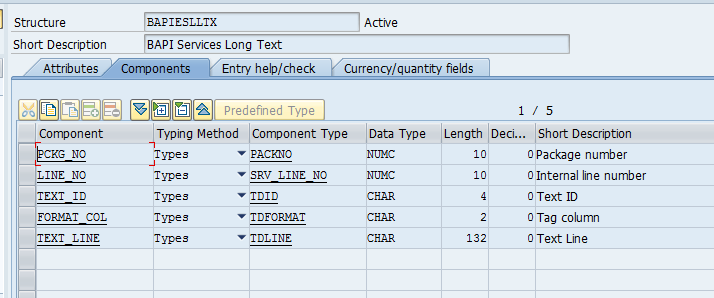 Structure BAPIESLLTX Active
Short Description BAPI Services Long Text
Attributes Components Entry help/check Currency/quantity fields
Predefined Type 1 / 5
Component Typing Method Component Type Data Type Length Deci... Short Description
PCKG_NO Types PACKNO NUMC 10 0 Package number
LINE_NO Types SRV_LINE_NO NUMC 10 0 Internal line number
TEXT_ID Types TDID CHAR 4 0 Text ID
FORMAT_COL Types TDFORMAT CHAR 2 0 Tag column
TEXT_LINE Types TDLINE CHAR 132 0 Text Line